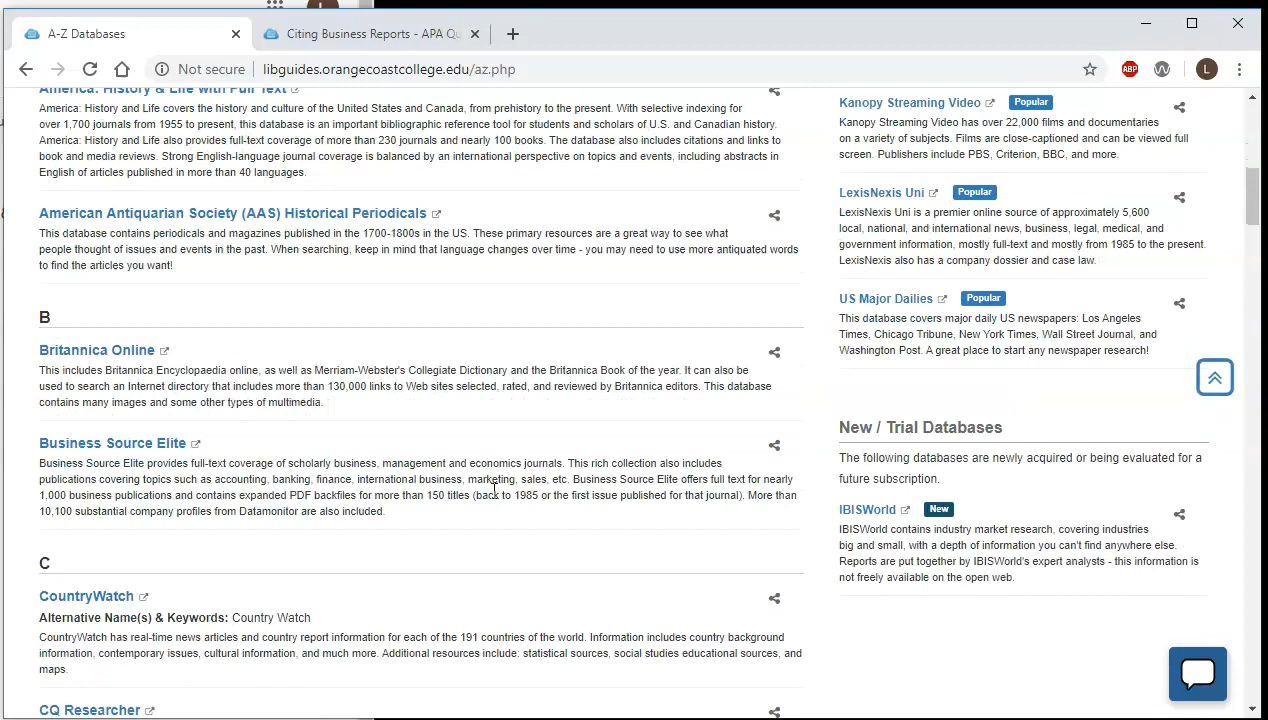 A-Z Databases
Citing Business Reports - APA Qu
L
Not secure
libguides.orangecoastcollege.edu/az.php
ABP
L
America: History & Life with Full Text
America: History and Life covers the history and culture of the United States and Canada, from prehistory to the present. With selective indexing for
over 1,700 journals from 1955 to present, this database is an important bibliographic reference tool for students and scholars of U.S. and Canadian history.
America: History and Life also provides full-text coverage of more than 230 journals and nearly 100 books. The database also includes citations and links to
book and media reviews. Strong English-language journal coverage is balanced by an international perspective on topics and events, including abstracts in
English of articles published in more than 40 languages.
American Antiquarian Society (AAS) Historical Periodicals
This database contains periodicals and magazines published in the 1700-1800s in the US. These primary resources are a great way to see what
people thought of issues and events in the past. When searching, keep in mind that language changes over time - you may need to use more antiquated words
to find the articles you want!
B
Britannica Online
This includes Britannica Encyclopaedia online, as well as Merriam-Webster's Collegiate Dictionary and the Britannica Book of the year. It can also be
used to search an Internet directory that includes more than 130,000 links to Web sites selected, rated, and reviewed by Britannica editors. This database
contains many images and some other types of multimedia.
Business Source Elite
Business Source Elite provides full-text coverage of scholarly business, management and economics journals. This rich collection also includes
publications covering topics such as accounting, banking, finance, international business, marketing, sales, etc. Business Source Elite offers full text for nearly
1,000 business publications and contains expanded PDF backfiles for more than 150 titles (back to 1985 or the first issue published for that journal). More than
10,100 substantial company profiles from Datamonitor are also included.
C
CountryWatch
Alternative Name(s) & Keywords: Country Watch
CountryWatch has real-time news articles and country report information for each of the 191 countries of the world. Information includes country background
information, contemporary issues, cultural information, and much more. Additional resources include: statistical sources, social studies educational sources, and
maps.
CQ Researcher
Kanopy Streaming Video Popular
Kanopy Streaming Video has over 22,000 films and documentaries
on a variety of subjects. Films are close-captioned and can be viewed full
screen. Publishers include PBS, Criterion, BBC, and more.
LexisNexis Uni Popular
LexisNexis Uni is a premier online source of approximately 5,600
local, national, and international news, business, legal, medical, and
government information, mostly full-text and mostly from 1985 to the present.
LexisNexis also has a company dossier and case law.
US Major Dailies Popular
This database covers major daily US newspapers: Los Angeles
Times, Chicago Tribune, New York Times, Wall Street Journal, and
Washington Post. A great place to start any newspaper research!
New / Trial Databases
The following databases are newly acquired or being evaluated for a
future subscription.
IBISWorld New
IBISWorld contains industry market research, covering industries
big and small, with a depth of information you can't find anywhere else.
Reports are put together by IBISWorld's expert analysts - this information is
not freely available on the open web.